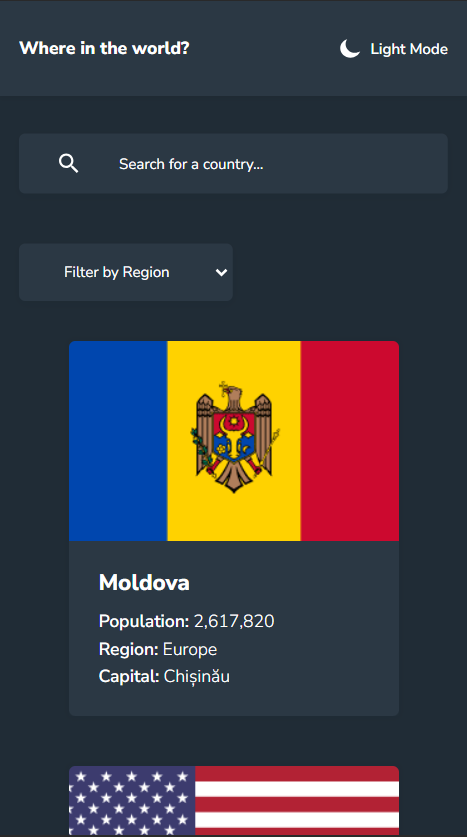 Where in the world?
Light Mode
Search for a country...
Filter by Region
Moldova
Population: 2,617,820
Region: Europe
Capital: Chișinău